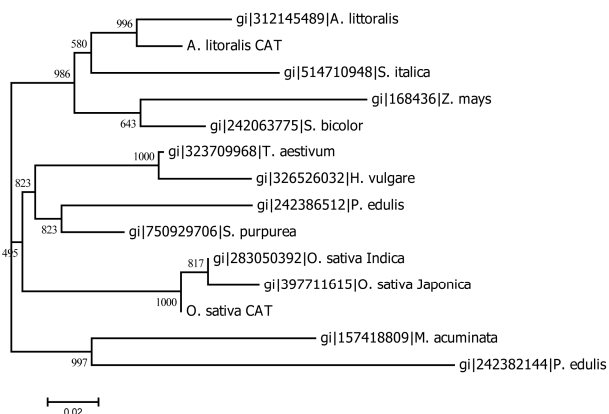 996
gi|312145489|A. littoralis
580
A. litoralis CAT
986
gi|514710948|S. italica
gi|168436|Z. mays
643
gi|242063775|S. bicolor
1000
gi|323709968|T. aestivum
823
gi|326526032|H. vulgare
gi|242386512|P. edulis
823
gi|750929706|S. purpurea
495
817
gi|283050392|O. sativa Indica
gi|397711615|O. sativa Japonica
1000
O. sativa CAT
gi|157418809|M. acuminata
997
gi|242382144|P. edulis
0.02